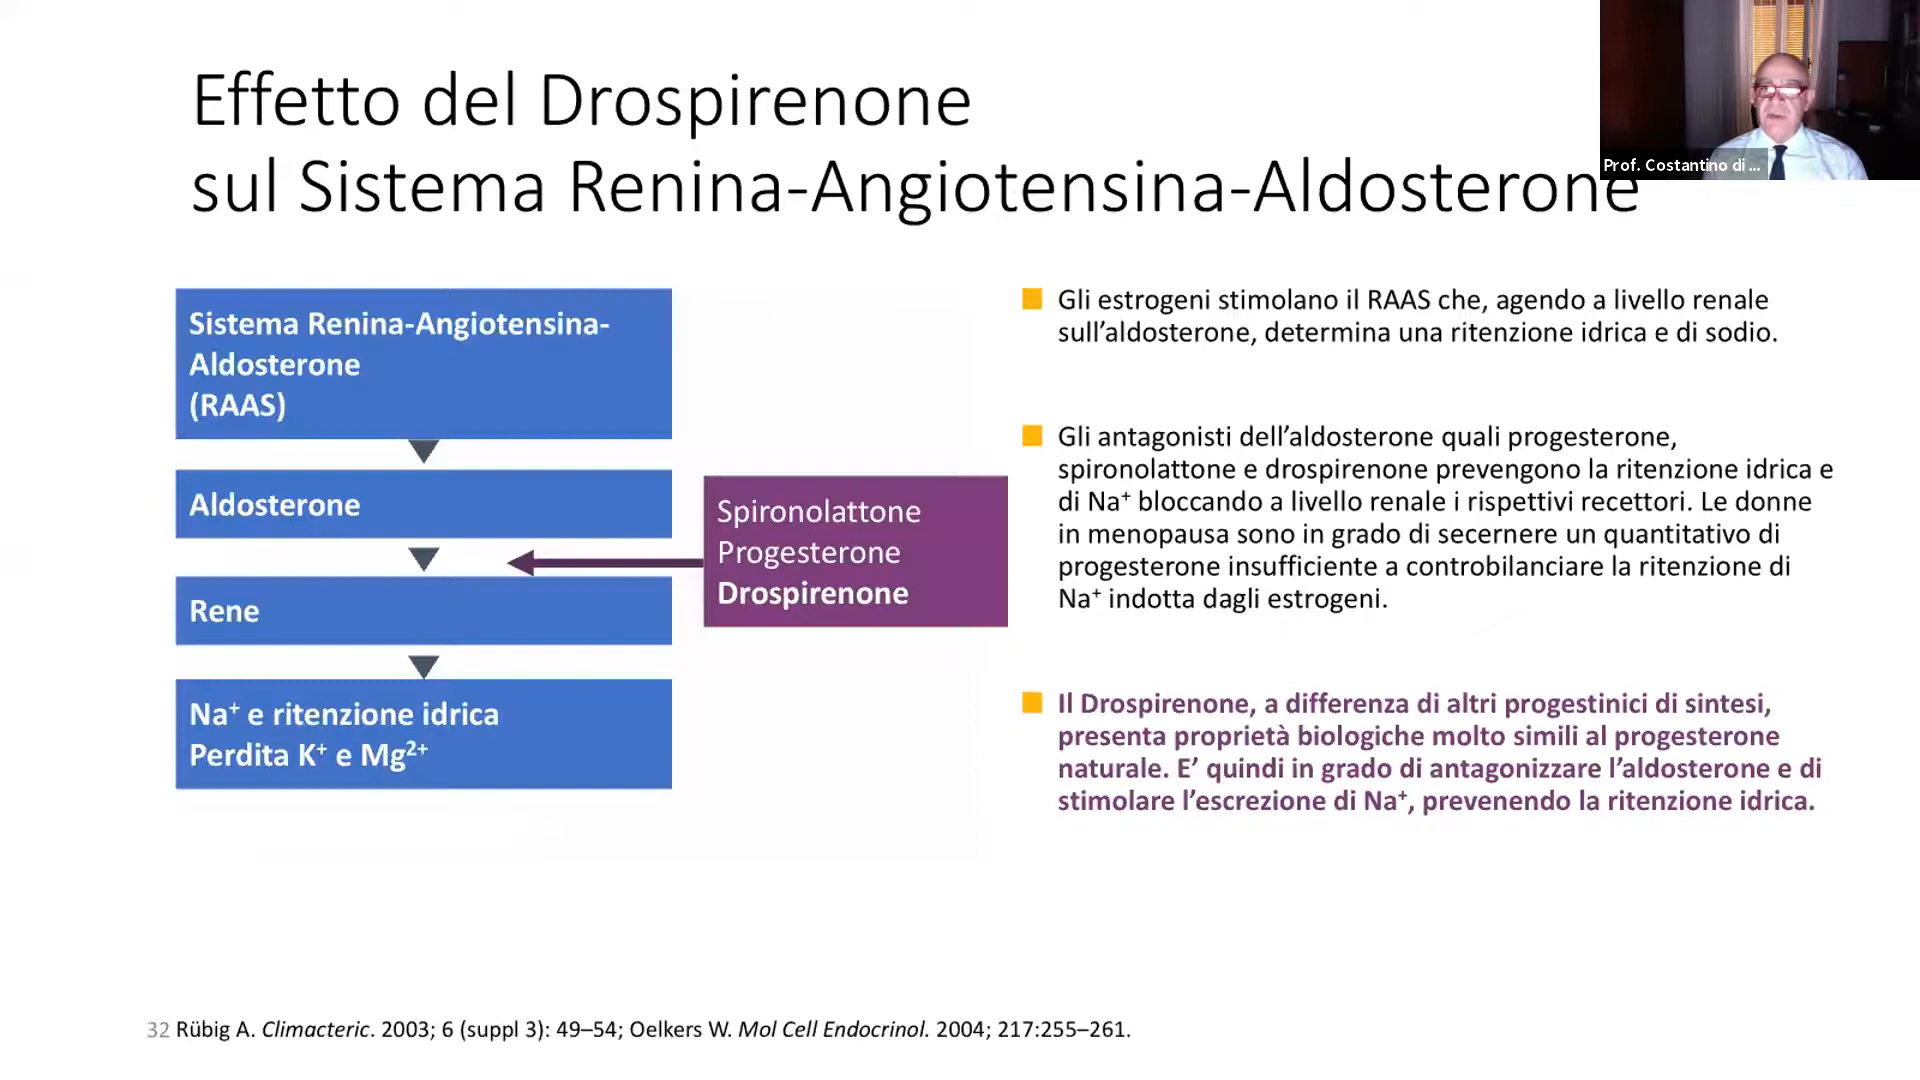 Effetto del Drospirenone
sul Sistema Renina-Angiotensina-Aldosterone
Prof. Costantino di ...
Sistema Renina-Angiotensina-
Aldosterone
(RAAS)
Aldosterone
Rene
Na⁺ e ritenzione idrica
Perdita K⁺ e Mg²⁺
Spironolattone
Progesterone
Drospirenone
Gli estrogeni stimolano il RAAS che, agendo a livello renale
sull’aldosterone, determina una ritenzione idrica e di sodio.
Gli antagonisti dell’aldosterone quali progesterone,
spironolattone e drospirenone prevengono la ritenzione idrica e
di Na⁺ bloccando a livello renale i rispettivi recettori. Le donne
in menopausa sono in grado di secernere un quantitativo di
progesterone insufficiente a controbilanciare la ritenzione di
Na⁺ indotta dagli estrogeni.
Il Drospirenone, a differenza di altri progestinici di sintesi,
presenta proprietà biologiche molto simili al progesterone
naturale. E’ quindi in grado di antagonizzare l’aldosterone e di
stimolare l’escrezione di Na⁺, prevenendo la ritenzione idrica.
32 Rübig A. Climacteric. 2003; 6 (suppl 3): 49–54; Oelkers W. Mol Cell Endocrinol. 2004; 217:255–261.